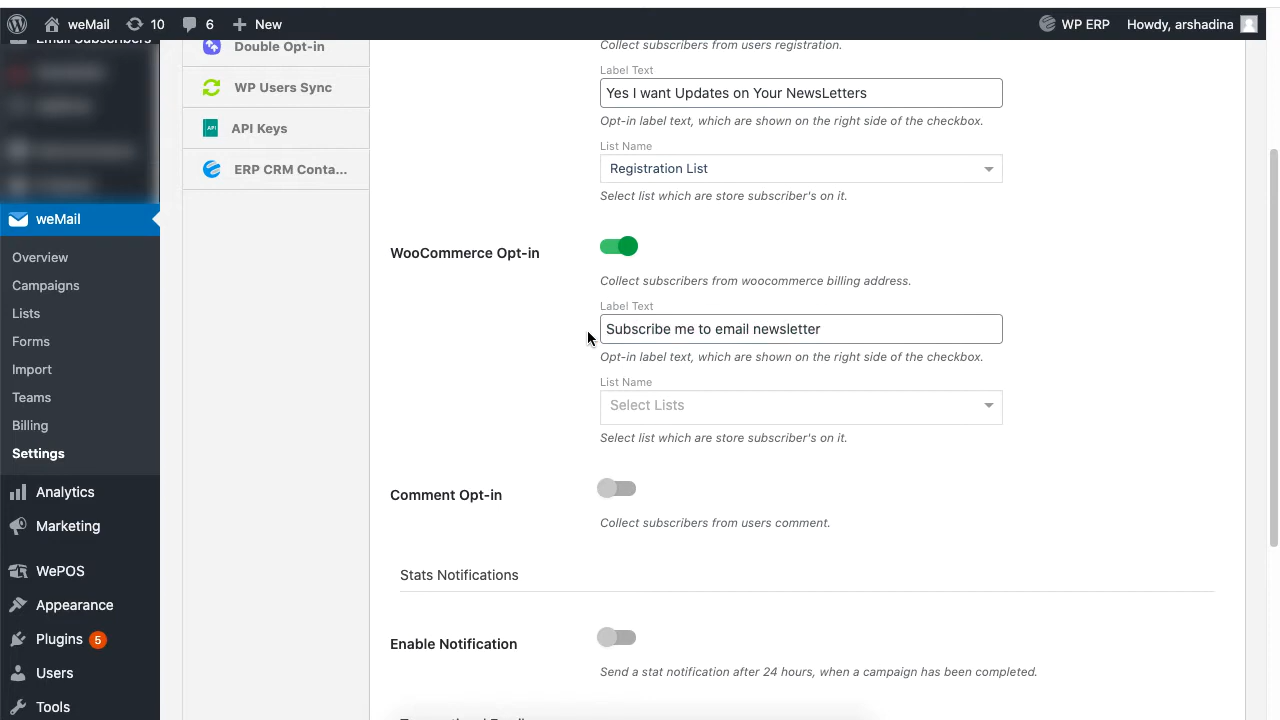 weMail
10
6
New
WP ERP
Howdy, arshadina
Email Subscribers
weMail
Overview
Campaigns
Lists
Forms
Import
Teams
Billing
Settings
Analytics
Marketing
WePOS
Appearance
Plugins 5
Users
Tools
Double Opt-in
WP Users Sync
API
API Keys
ERP CRM Conta...
Collect subscribers from users registration.
Label Text
Yes I want Updates on Your NewsLetters
Opt-in label text, which are shown on the right side of the checkbox.
List Name
Registration List
Select list which are store subscriber's on it.
WooCommerce Opt-in
Collect subscribers from woocommerce billing address.
Label Text
Subscribe me to email newsletter
Opt-in label text, which are shown on the right side of the checkbox.
List Name
Select Lists
Select list which are store subscriber's on it.
Comment Opt-in
Collect subscribers from users comment.
Stats Notifications
Enable Notification
Send a stat notification after 24 hours, when a campaign has been completed.